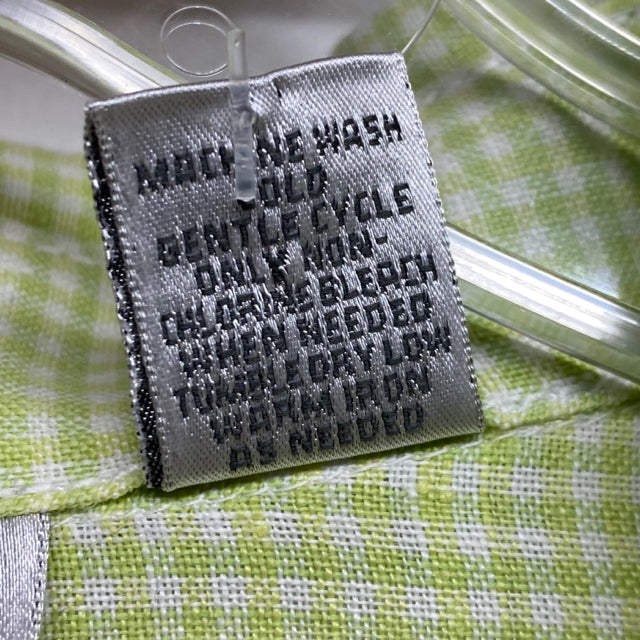 MACHINE WASH
COLD
GENTLE CYCLE
ONLY NON-
CHLORINE BLEACH
WHEN NEEDED
TUMBLE DRY LOW
WARM IRON
AS NEEDED